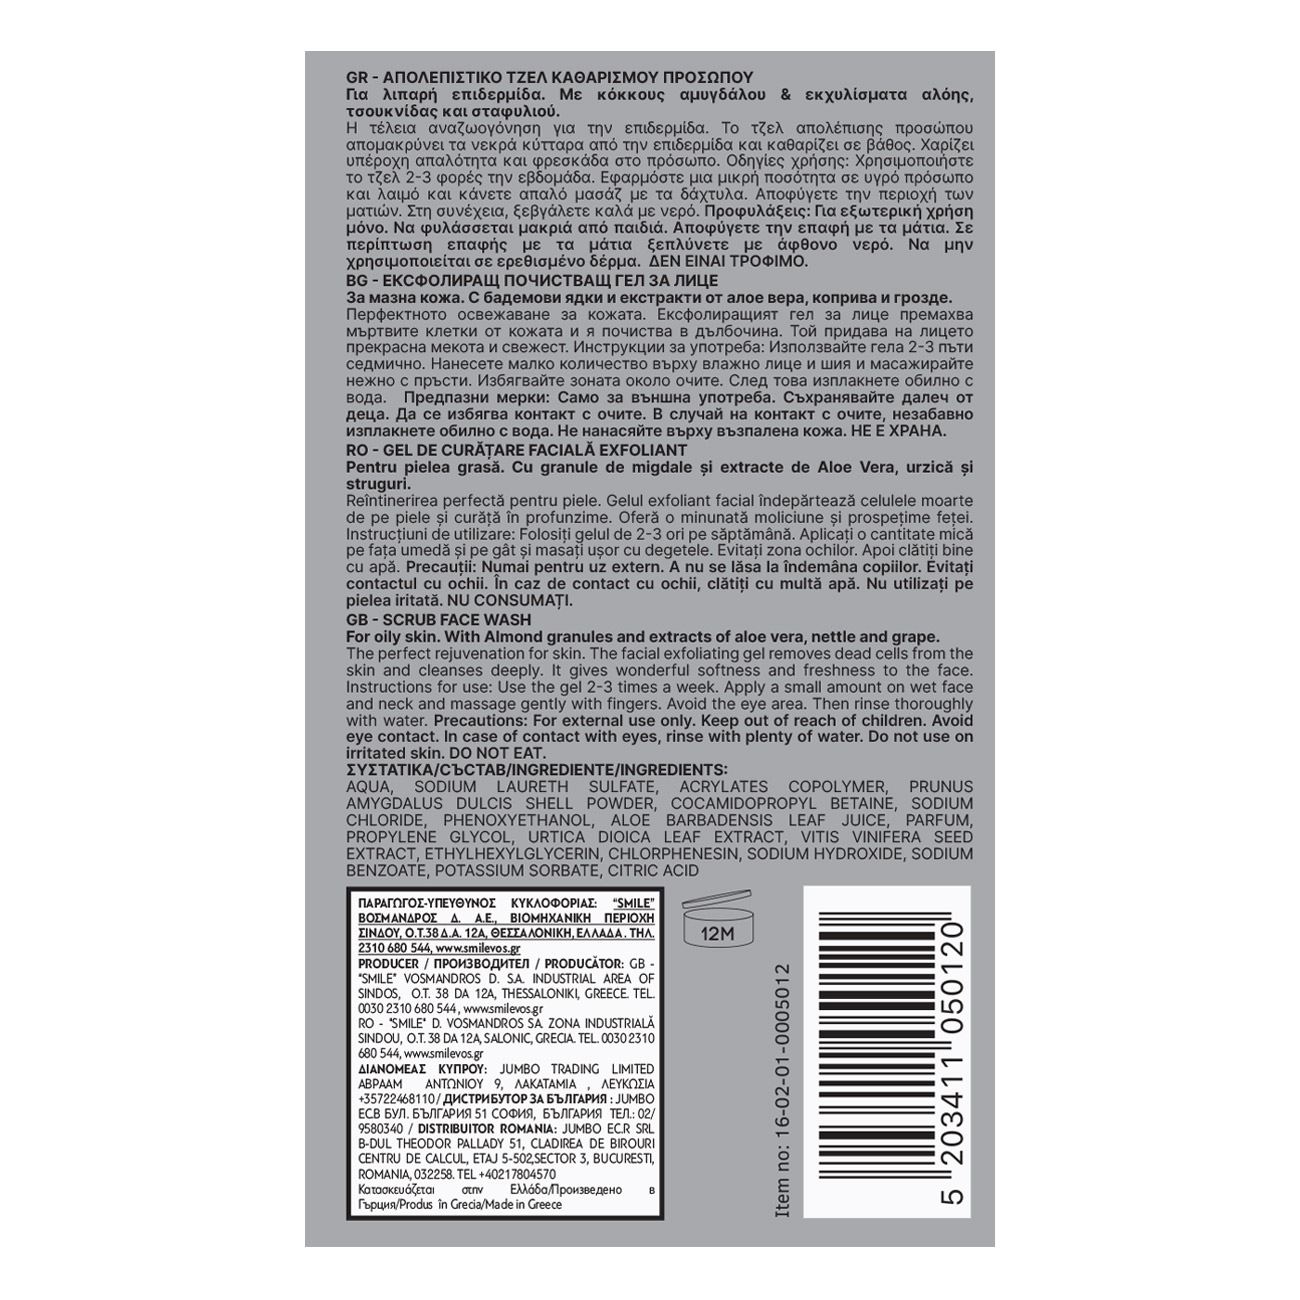 GR - ΑΠΟΛΕΠΙΣΤΙΚΟ ΤΖΕΛ ΚΑΘΑΡΙΣΜΟΥ ΠΡΟΣΩΠΟΥ
Για λιπαρή επιδερμίδα. Με κόκκους αμυγδάλου & εκχυλίσματα αλόης,
τσουκνίδας και σταφυλιού.
Η τέλεια αναζωογόνηση για την επιδερμίδα. Το τζελ απολέπισης προσώπου
απομακρύνει τα νεκρά κύτταρα από την επιδερμίδα και καθαρίζει σε βάθος. Χαρίζει
υπέροχη απαλότητα και φρεσκάδα στο πρόσωπο. Οδηγίες χρήσης: Χρησιμοποιήστε
το τζελ 2-3 φορές την εβδομάδα. Εφαρμόστε μια μικρή ποσότητα σε υγρό πρόσωπο
και λαιμό και κάνετε απαλό μασάζ με τα δάχτυλα. Αποφύγετε την περιοχή των
ματιών. Στη συνέχεια, ξεβγάλετε καλά με νερό. Προφυλάξεις: Για εξωτερική χρήση
μόνο. Να φυλάσσεται μακριά από παιδιά. Αποφύγετε την επαφή με τα μάτια. Σε
περίπτωση επαφής με τα μάτια ξεπλύνετε με άφθονο νερό. Να μην
χρησιμοποιείται σε ερεθισμένο δέρμα. ΔΕΝ ΕΙΝΑΙ ΤΡΟΦΙΜΟ.
BG - ЕКСФОЛИРАЩ ПОЧИСТВАЩ ГЕЛ ЗА ЛИЦЕ
За мазна кожа. С бадемови ядки и екстракти от алое вера, коприва и грозде.
Перфектното освежаване за кожата. Ексфолиращият гел за лице премахва
мъртвите клетки от кожата и я почиства в дълбочина. Той придава на лицето
прекрасна мекота и свежест. Инструкции за употреба: Използвайте гела 2-3 пъти
седмично. Нанесете малко количество върху влажно лице и шия и масажирайте
нежно с пръсти. Избягвайте зоната около очите. След това изплакнете обилно с
вода. Предпазни мерки: Само за външна употреба. Съхранявайте далеч от
деца. Да се избягва контакт с очите. В случай на контакт с очите, незабавно
изплакнете обилно с вода. Не нанасяйте върху възпалена кожа. НЕ Е ХРАНА.
RO - GEL DE CURĂȚARE FACIALĂ EXFOLIANT
Pentru pielea grasă. Cu granule de migdale și extracte de Aloe Vera, urzică și
struguri.
Reîntinerirea perfectă pentru piele. Gelul exfoliant facial îndepărtează celulele moarte
de pe piele și curăță în profunzime. Oferă o minunată moliciune și prospețime feței.
Instrucțiuni de utilizare: Folosiți gelul de 2-3 ori pe săptămână. Aplicați o cantitate mică
pe fața umedă și pe gât și masați ușor cu degetele. Evitați zona ochilor. Apoi clătiți bine
cu apă. Precauții: Numai pentru uz extern. A nu se lăsa la îndemâna copiilor. Evitați
contactul cu ochii. În caz de contact cu ochii, clătiți cu multă apă. Nu utilizați pe
pielea iritată. NU CONSUMAȚI.
GB - SCRUB FACE WASH
For oily skin. With Almond granules and extracts of aloe vera, nettle and grape.
The perfect rejuvenation for skin. The facial exfoliating gel removes dead cells from the
skin and cleanses deeply. It gives wonderful softness and freshness to the face.
Instructions for use: Use the gel 2-3 times a week. Apply a small amount on wet face
and neck and massage gently with fingers. Avoid the eye area. Then rinse thoroughly
with water. Precautions: For external use only. Keep out of reach of children. Avoid
eye contact. In case of contact with eyes, rinse with plenty of water. Do not use on
irritated skin. DO NOT EAT.
ΣΥΣΤΑΤΙΚΑ/СЪСТАВ/INGREDIENTE/INGREDIENTS:
AQUA, SODIUM LAURETH SULFATE, ACRYLATES COPOLYMER, PRUNUS
AMYGDALUS DULCIS SHELL POWDER, COCAMIDOPROPYL BETAINE, SODIUM
CHLORIDE, PHENOXYETHANOL, ALOE BARBADENSIS LEAF JUICE, PARFUM,
PROPYLENE GLYCOL, URTICA DIOICA LEAF EXTRACT, VITIS VINIFERA SEED
EXTRACT, ETHYLHEXYLGLYCERIN, CHLORPHENESIN, SODIUM HYDROXIDE, SODIUM
BENZOATE, POTASSIUM SORBATE, CITRIC ACID
ΠΑΡΑΓΩΓΟΣ-ΥΠΕΥΘΥΝΟΣ ΚΥΚΛΟΦΟΡΙΑΣ: "SMILE"
ΒΟΣΜΑΝΔΡΟΣ Δ. Α.Ε., ΒΙΟΜΗΧΑΝΙΚΗ ΠΕΡΙΟΧΗ
ΣΙΝΔΟΥ, Ο.Τ.38 Δ.Α. 12Α, ΘΕΣΣΑΛΟΝΙΚΗ, ΕΛΛΑΔΑ. ΤΗΛ.
2310 680 544, www.smilevos.gr
PRODUCER / ПРОИЗВОДИТЕЛ / PRODUCĂTOR: GB -
"SMILE" VOSMANDROS D. S.A. INDUSTRIAL AREA OF
SINDOS, O.T. 38 DA 12A, THESSALONIKI, GREECE. TEL.
0030 2310 680 544, www.smilevos.gr
RO - "SMILE" D. VOSMANDROS SA. ZONA INDUSTRIALĂ
SINDOU, O.T. 38 DA 12A, SALONIC, GRECIA. TEL. 0030 2310
680 544, www.smilevos.gr
ΔΙΑΝΟΜΕΑΣ ΚΥΠΡΟΥ: JUMBO TRADING LIMITED
ΑΒΡΑΑΜ ΑΝΤΩΝΙΟΥ 9, ΛΑΚΑΤΑΜΙΑ , ΛΕΥΚΩΣΙΑ
+35722468110 / ДИСТРИБУТОР ЗА БЪЛГАРИЯ : JUMBO
EC.B БУЛ. БЪЛГАРИЯ 51 СОФИЯ, БЪЛГАРИЯ ТЕЛ.: 02/
9580340 / DISTRIBUITOR ROMANIA: JUMBO EC.R SRL
B-DUL THEODOR PALLADY 51, CLADIREA DE BIROURI
CENTRU DE CALCUL, ETAJ 5-502,SECTOR 3, BUCURESTI,
ROMANIA, 032258. TEL +40217804570
Κατασκευάζεται στην Ελλάδα/Произведено в
Гърция/Produs în Grecia/Made in Greece
12M
Item no: 16-02-01-0005012
5 203411 050120